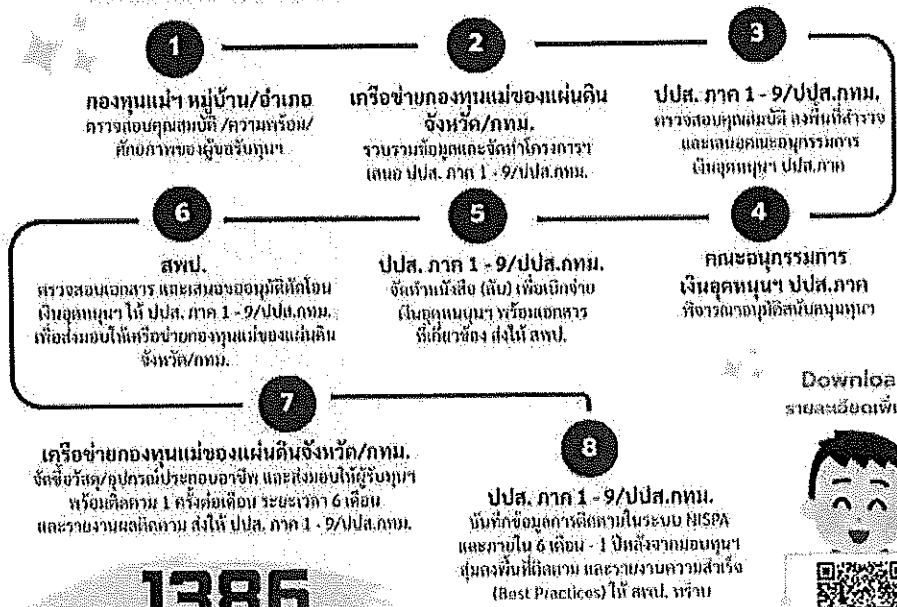 1
กองทุนแม่ฯ หมู่บ้าน/อำเภอ
ตรวจสอบคุณสมบัติ /ความพร้อม/
ศักยภาพของผู้ขอรับทุนฯ
2
เครือข่ายกองทุนแม่ของแผ่นดิน
จังหวัด/กทม.
รวบรวมข้อมูลและจัดทำโครงการฯ
เสนอ ปปส. ภาค 1 - 9/ปปส.กทม.
3
ปปส. ภาค 1 - 9/ปปส.กทม.
ตรวจสอบคุณสมบัติ ลงพื้นที่สำรวจ
และเสนอคณะอนุกรรมการ
เงินอุดหนุนฯ ปปส.ภาค
4
คณะอนุกรรมการ
เงินอุดหนุนฯ ปปส.ภาค
พิจารณาอนุมัติสนับสนุนทุนฯ
5
ปปส. ภาค 1 - 9/ปปส.กทม.
จัดทำหนังสือ (ลับ) เพื่อเบิกจ่าย
เงินอุดหนุนฯ พร้อมเอกสาร
ที่เกี่ยวข้อง ส่งให้ สพป.
6
สพป.
ตรวจสอบเอกสาร และเสนอขออนุมัติตัดโอน
เงินอุดหนุนฯ ให้ ปปส. ภาค 1 - 9/ปปส.กทม.
เพื่อส่งมอบให้เครือข่ายกองทุนแม่ของแผ่นดิน
จังหวัด/กทม.
7
เครือข่ายกองทุนแม่ของแผ่นดินจังหวัด/กทม.
จัดซื้อวัสดุ/อุปกรณ์ประกอบอาชีพ และส่งมอบให้ผู้รับทุนฯ
พร้อมติดตาม 1 ครั้งต่อเดือน ระยะเวลา 6 เดือน
และรายงานผลติดตาม ส่งให้ ปปส. ภาค 1 - 9/ปปส.กทม.
8
ปปส. ภาค 1 - 9/ปปส.กทม.
บันทึกข้อมูลการติดตามในระบบ NISPA
และภายใน 6 เดือน - 1 ปีหลังจากมอบทุนฯ
สุ่มลงพื้นที่ติดตาม และรายงานความสำเร็จ
(Best Practices) ให้ สพป. ทราบ
Downloa
รายละเอียดเพิ่
1386